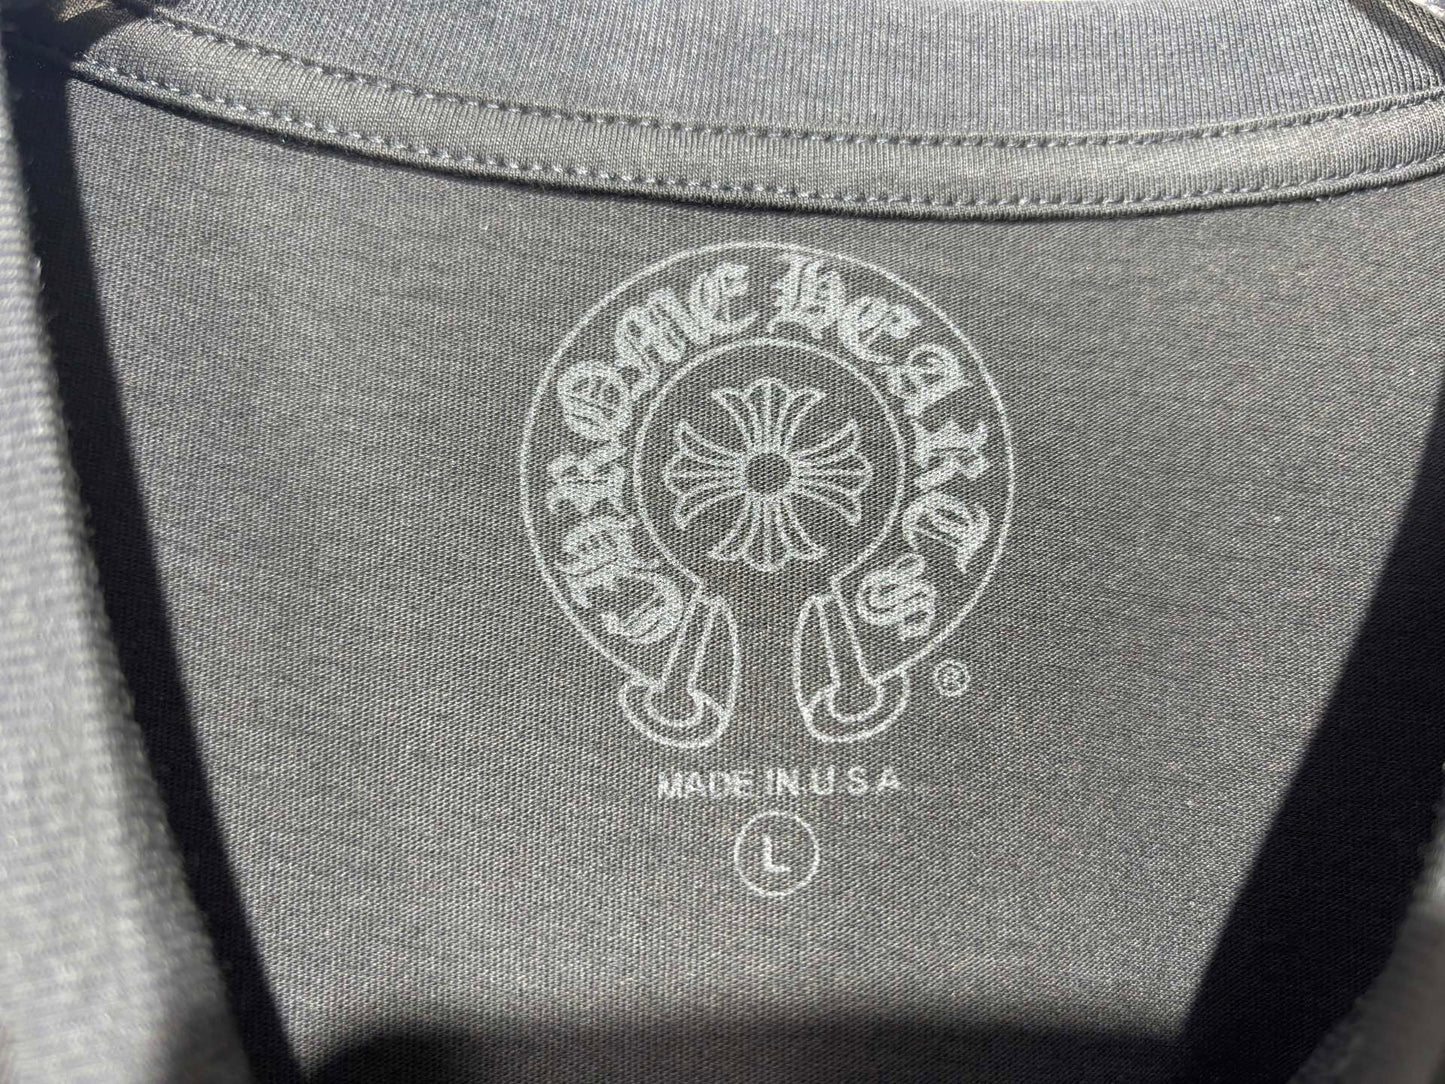 CHROME HEARTS
®
MADE IN U S A
L